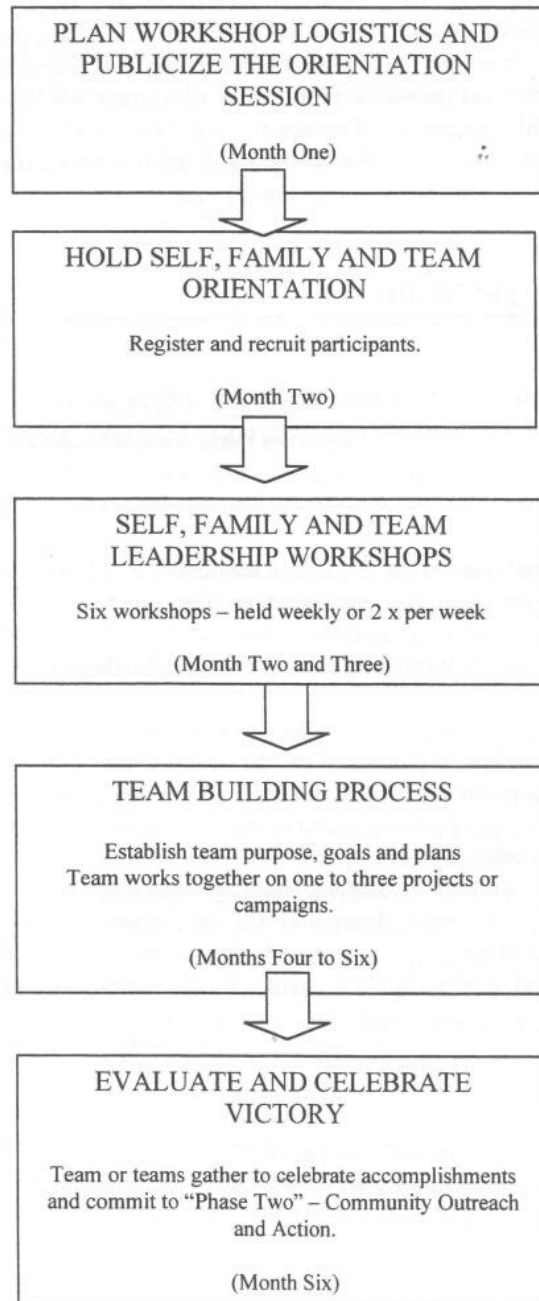 PLAN WORKSHOP LOGISTICS AND
PUBLICIZE THE ORIENTATION
SESSION
(Month One)
HOLD SELF, FAMILY AND TEAM
ORIENTATION
Register and recruit participants.
(Month Two)
SELF, FAMILY AND TEAM
LEADERSHIP WORKSHOPS
Six workshops – held weekly or 2 x per week
(Month Two and Three)
TEAM BUILDING PROCESS
Establish team purpose, goals and plans
Team works together on one to three projects or
campaigns.
(Months Four to Six)
EVALUATE AND CELEBRATE
VICTORY
Team or teams gather to celebrate accomplishments
and commit to “Phase Two” – Community Outreach
and Action.
(Month Six)